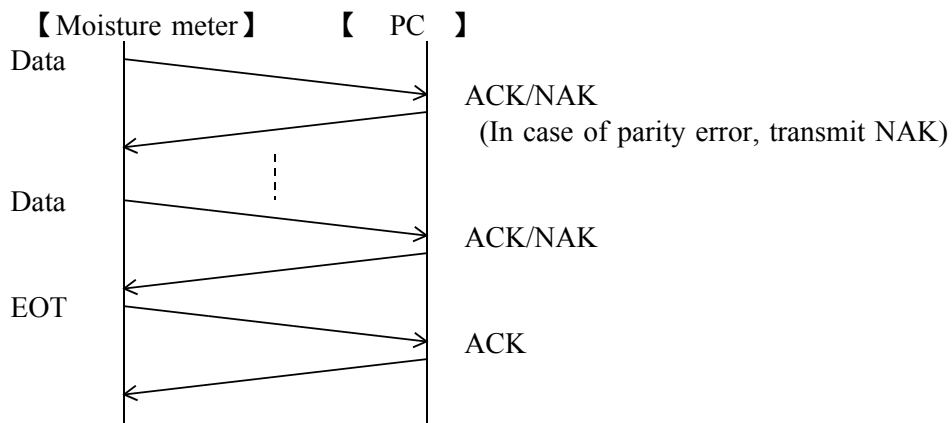 【Moisture meter】 【 PC 】
Data
ACK/NAK
(In case of parity error, transmit NAK)
Data
ACK/NAK
EOT
ACK